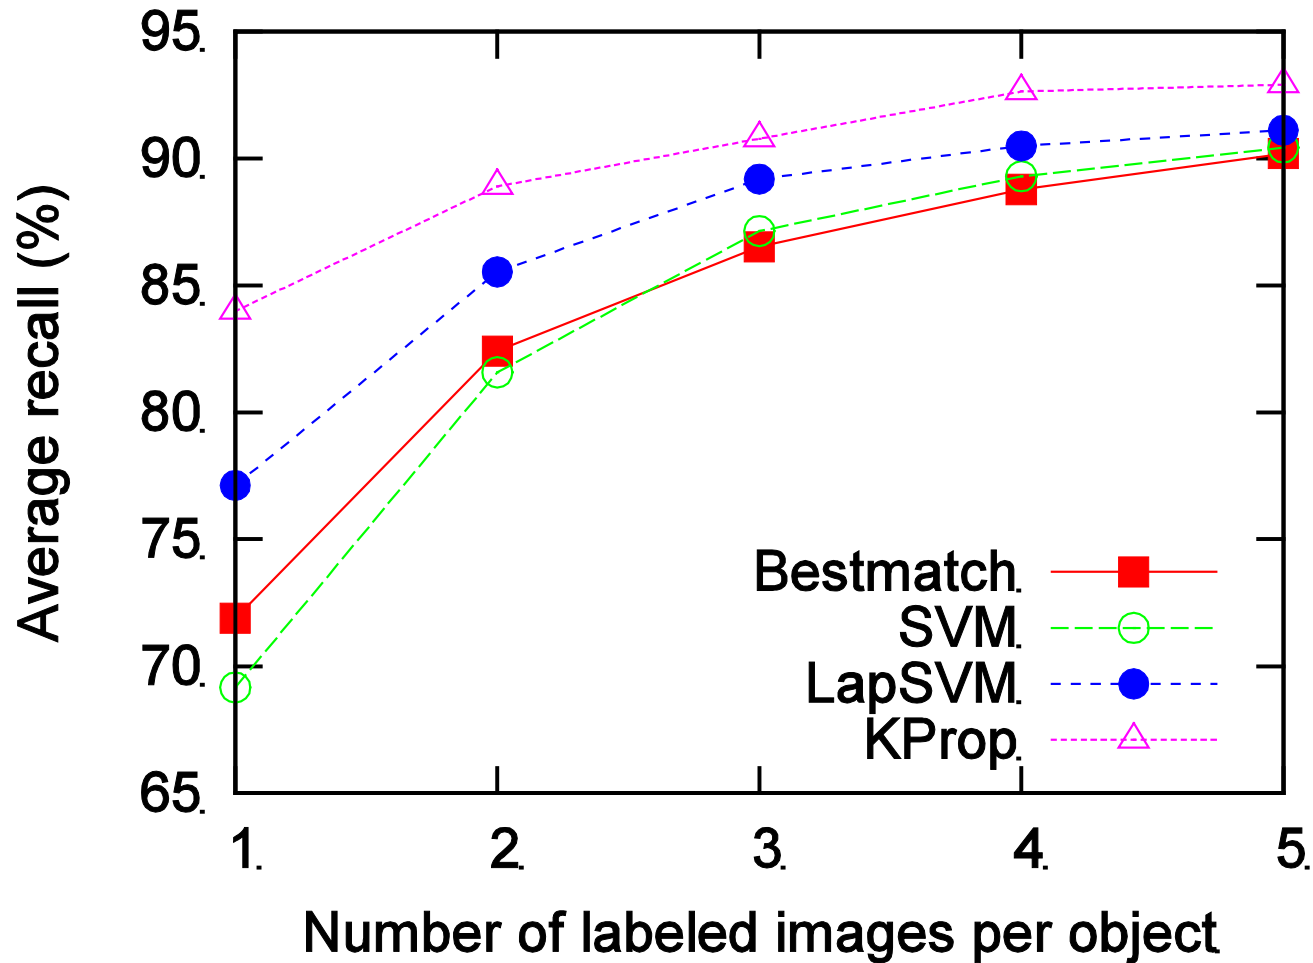 95.
90.
85.
80.
75.
70.
65.
1.
2.
3.
4.
5.
Average recall (%)
Number of labeled images per object.
Bestmatch.
SVM.
LapSVM.
KProp.